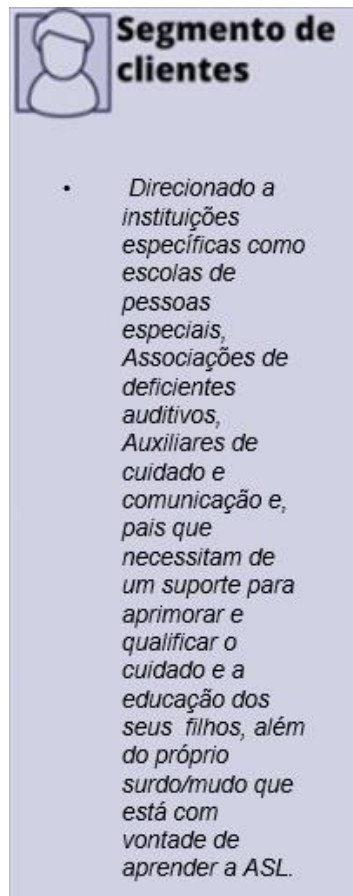 Segmento de
clientes
• Direcionado a
instituições
específicas como
escolas de
pessoas
especiais,
Associações de
deficientes
auditivos,
Auxiliares de
cuidado e
comunicação e,
pais que
necessitam de
um suporte para
aprimorar e
qualificar o
cuidado e a
educação dos
seus filhos, além
do próprio
surdo/mudo que
está com
vontade de
aprender a ASL.